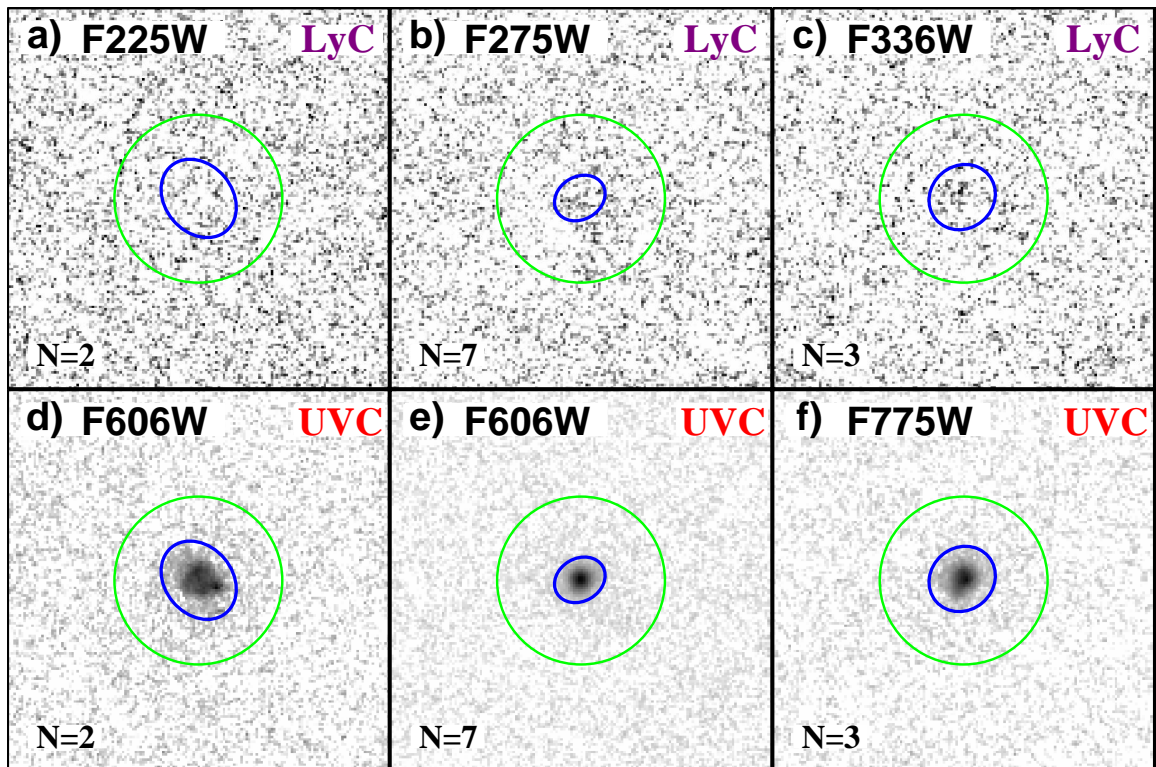 a) F225W LyC
N=2
b) F275W LyC
N=7
c) F336W LyC
N=3
d) F606W UVC
N=2
e) F606W UVC
N=7
f) F775W UVC
N=3